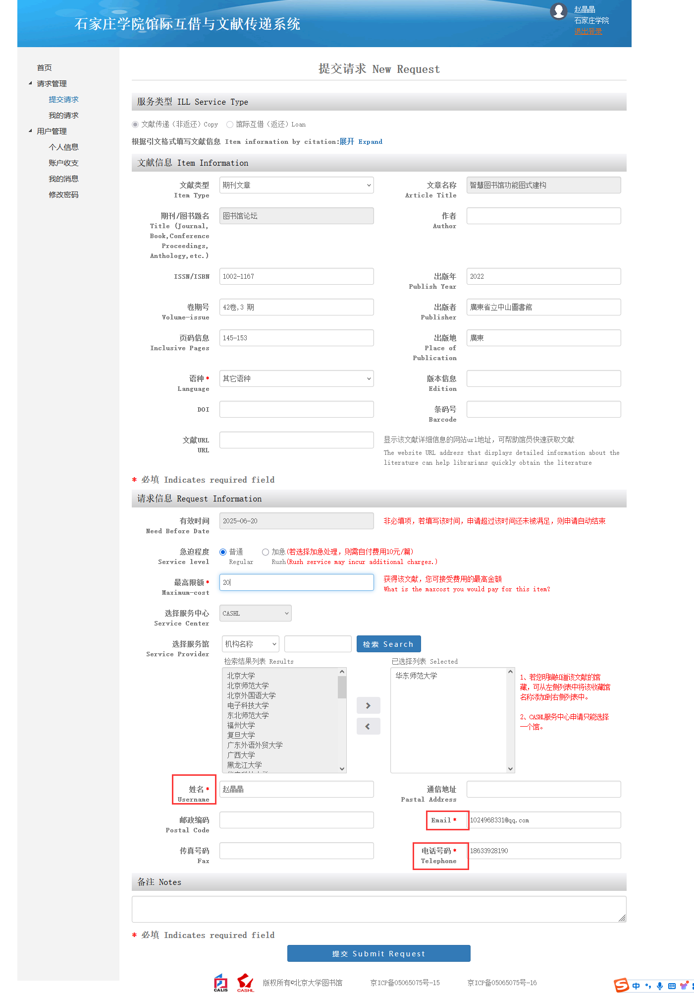 石家庄学院馆际互借与文献传递系统
赵晶晶
石家庄学院
退出登录
首页
请求管理
提交请求
我的请求
用户管理
个人信息
账户收支
我的消息
修改密码
提交请求 New Request
服务类型 ILL Service Type
文献传递（非返还）Copy 馆际互借（返还）Loan
根据引文格式填写文献信息 Item information by citation:展开 Expand
文献信息 Item Information
文献类型 期刊文章 文章名称 智慧图书馆功能图式建构
Item Type Article Title
期刊/图书题名 图书馆论坛 作者
Title (Journal, Author
Book,Conference
Proceedings,
Anthology,etc.)
ISSN/ISBN 1002-1167 出版年 2022
Publish Year
卷期号 42卷,3 期 出版者 廣東省立中山圖書館
Volume-issue Publisher
页码信息 145-153 出版地 廣東
Inclusive Pages Place of
Publication
语种 * 其它语种 版本信息
Language Edition
DOI 条码号
Barcode
文献URL 显示该文献详细信息的网站url地址，可帮助馆员快速获取文献
URL The website URL address that displays detailed information about the
literature can help librarians quickly obtain the literature
* 必填 Indicates required field
请求信息 Request Information
有效时间 2025-06-20 非必填项，若填写该时间，申请超过该时间还未被满足，则申请自动结束
Need Before Date
急迫程度 普通 加急(若选择加急处理，则需自付费用10元/篇)
Service level Regular Rush(Rush service may incur additional charges.)
最高限额 * 20 获得该文献，您可接受费用的最高金额
Maximum-cost What is the maxcost you would pay for this item?
选择服务中心 CASHL
Service Center
选择服务馆 机构名称 检索 Search
Service Provider
检索结果列表 Results 已选择列表 Selected
北京大学 华东师范大学
北京师范大学
北京外国语大学
电子科技大学
东北师范大学
福州大学
复旦大学
广东外语外贸大学
广西大学
黑龙江大学
1、若您明确知道该文献的馆
藏，可从左侧列表中将该收藏馆
名称添加到右侧列表中。
2、CASHL服务中心申请只能选择
一个馆。
姓名 * 赵晶晶 通信地址
Username Pastal Address
邮政编码 Email * 1024968331@qq.com
Postal Code
传真号码 电话号码 * 18633928190
Fax Telephone
备注 Notes
* 必填 Indicates required field
提交 Submit Request
CALIS CASHL 版权所有©北京大学图书馆 京ICP备05065075号-15 京ICP备05065075号-16
S 中